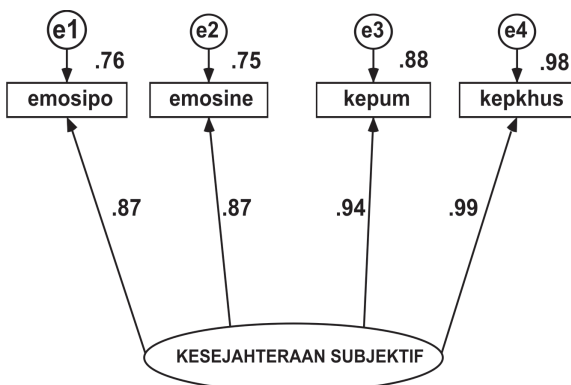 e1 e2 e3 e4
.76 .75 .88 .98
emosipo emosine kepum kepkhus
.87 .87 .94 .99
KESEJAHTERAAN SUBJEKTIF